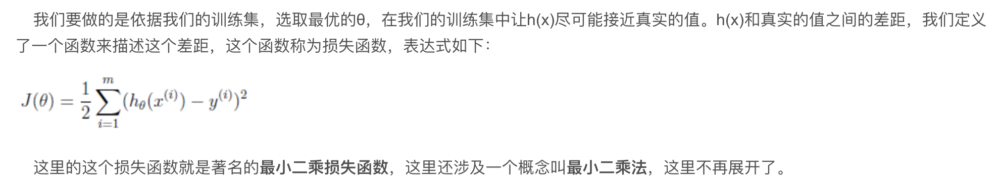 我们要做的是依据我们的训练集，选取最优的θ，在我们的训练集中让h(x)尽可能接近真实的值。h(x)和真实的值之间的差距，我们定义
了一个函数来描述这个差距，这个函数称为损失函数，表达式如下：
J(θ) = \frac{1}{2} \sum_{i=1}^{m} (h_θ(x^{(i)}) − y^{(i)})^2
这里的这个损失函数就是著名的最小二乘损失函数，这里还涉及一个概念叫最小二乘法，这里不再展开了。